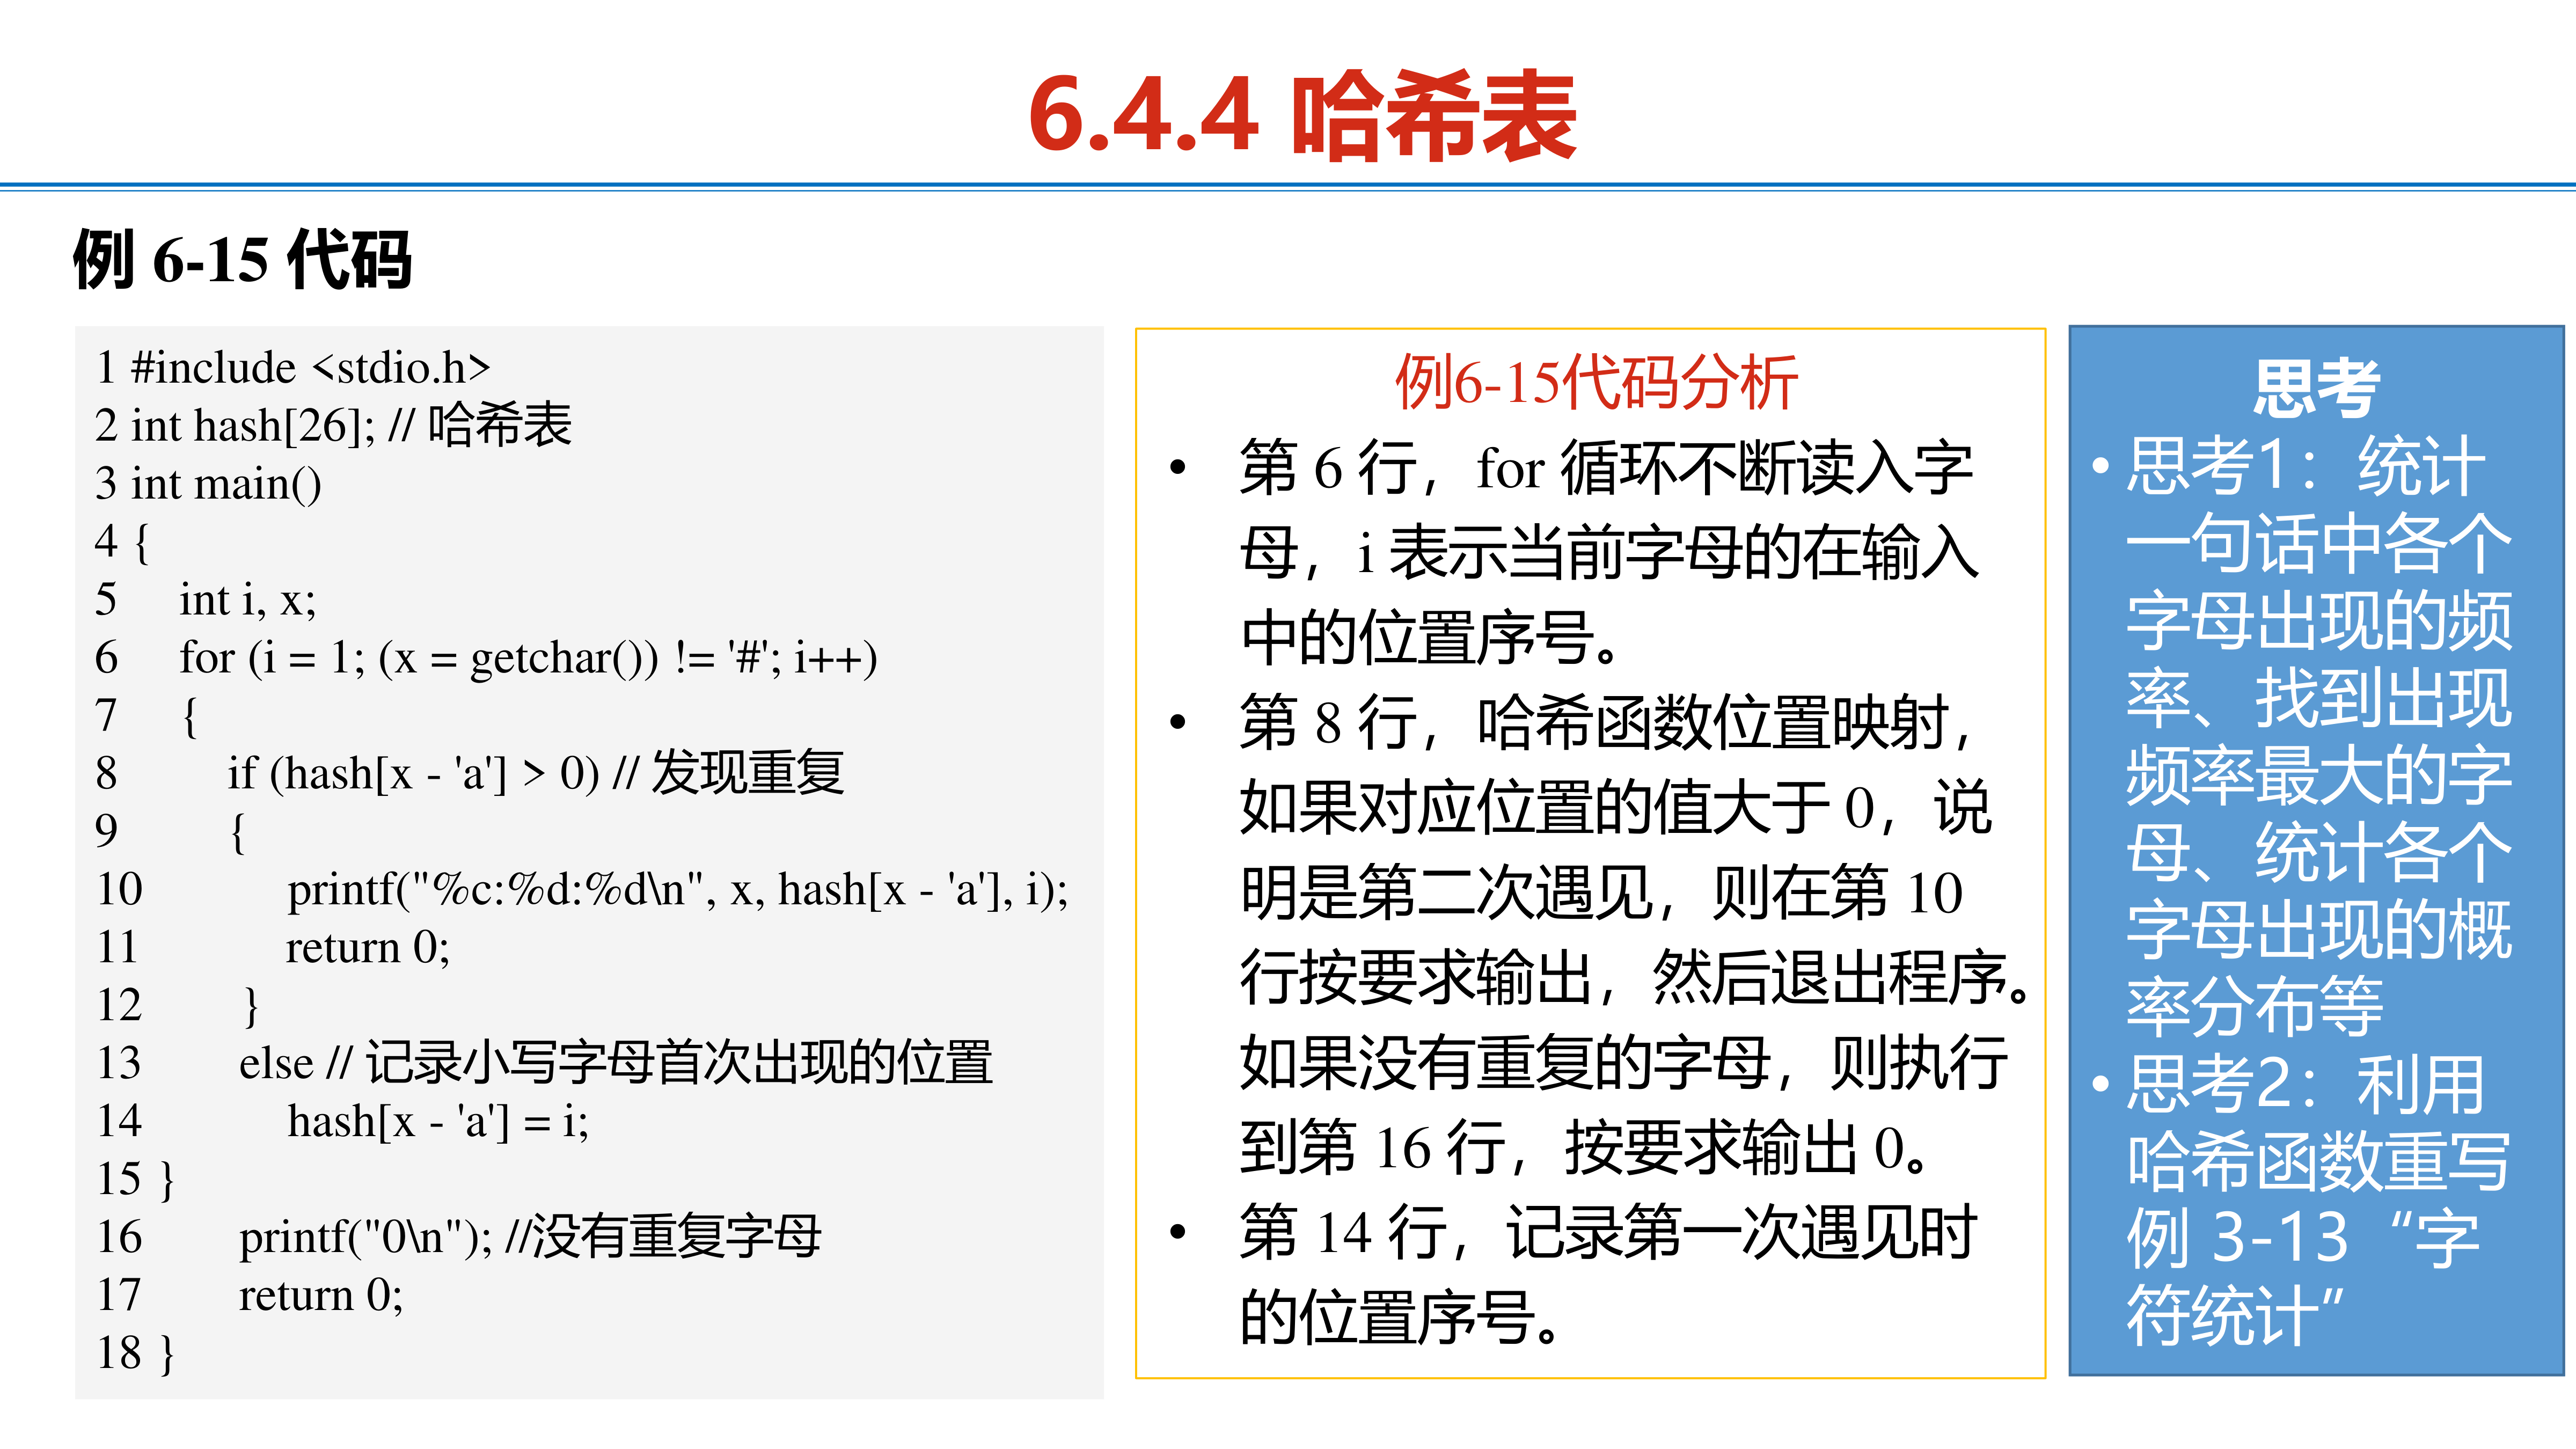 6.4.4 哈希表
例 6-15 代码
1 #include <stdio.h>
2 int hash[26]; // 哈希表
3 int main()
4 {
5     int i, x;
6     for (i = 1; (x = getchar()) != '#'; i++)
7     {
8         if (hash[x - 'a'] > 0) // 发现重复
9         {
10            printf("%c:%d:%d\n", x, hash[x - 'a'], i);
11            return 0;
12        }
13        else // 记录小写字母首次出现的位置
14            hash[x - 'a'] = i;
15 }
16        printf("0\n"); //没有重复字母
17        return 0;
18 }
例6-15代码分析
• 第 6 行，for 循环不断读入字
母，i 表示当前字母的在输入
中的位置序号。
• 第 8 行，哈希函数位置映射，
如果对应位置的值大于 0，说
明是第二次遇见，则在第 10
行按要求输出，然后退出程序。
如果没有重复的字母，则执行
到第 16 行，按要求输出 0。
• 第 14 行，记录第一次遇见时
的位置序号。
思考
• 思考1：统计
一句话中各个
字母出现的频
率、找到出现
频率最大的字
母、统计各个
字母出现的概
率分布等
• 思考2：利用
哈希函数重写
例 3-13“字
符统计”